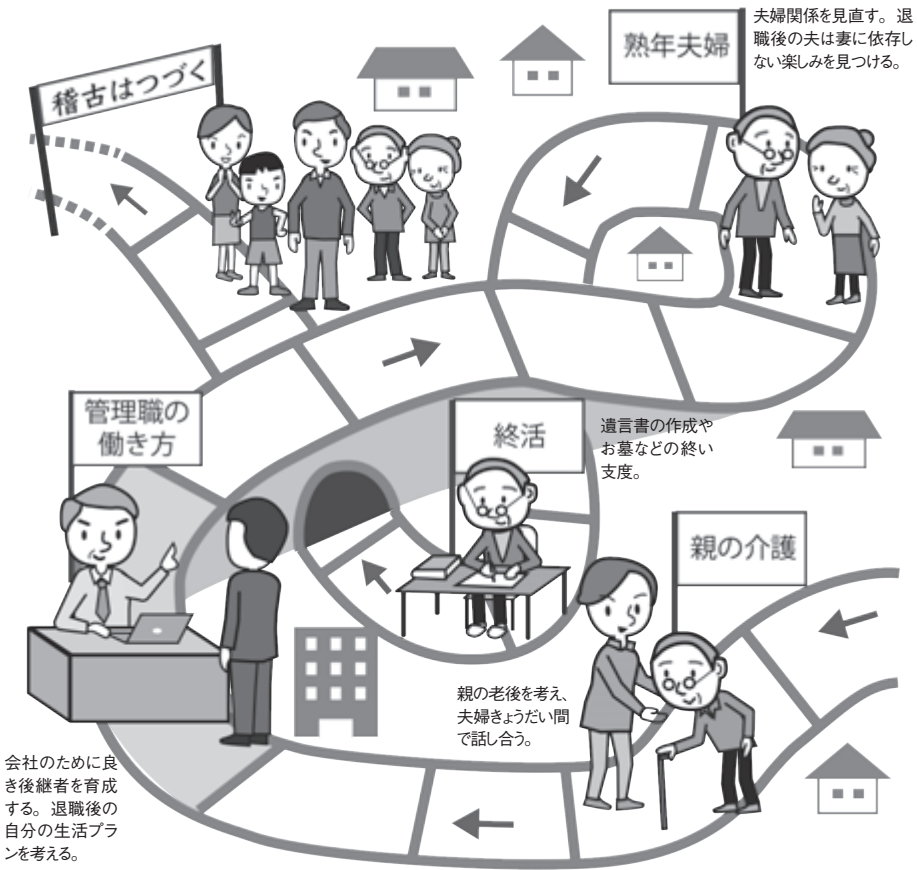 夫婦関係を見直す。退
職後の夫は妻に依存し
ない楽しみを見つける。
熟年夫婦
稽古はつづく
管理職の
働き方
終活
遺言書の作成や
お墓などの終い
支度。
親の介護
親の老後を考え、
夫婦きょうだい間
で話し合う。
会社のために良
き後継者を育成
する。退職後の
自分の生活プラ
ンを考える。